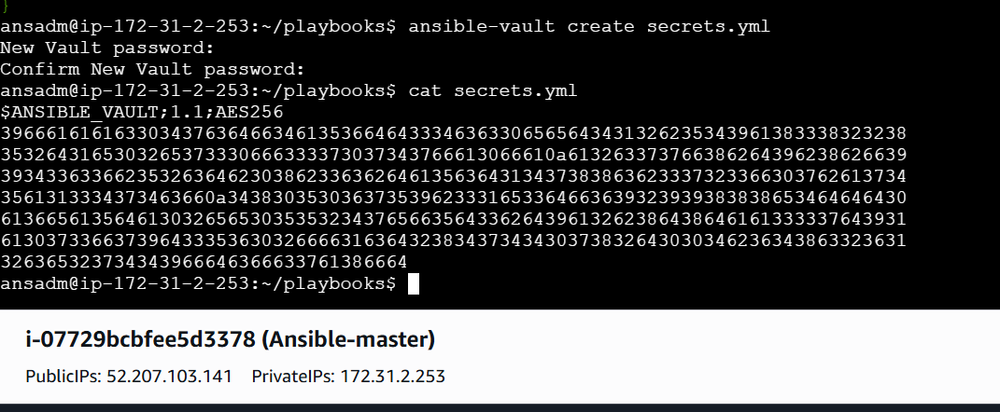 }
ansadm@ip-172-31-2-253:~/playbooks$ ansible-vault create secrets.yml
New Vault password:
Confirm New Vault password:
ansadm@ip-172-31-2-253:~/playbooks$ cat secrets.yml
$ANSIBLE_VAULT;1.1;AES256
39666161616330343763646634613536646433346363306565643431326235343961383338323238
3532643165303265373330666333373037343766613066610a613263373766386264396238626639
39343363366235326364623038623363626461356364313437383863623337323366303762613734
3561313334373463660a343830353036373539623331653364663639323939383838653464646430
61366561356461303265653035353234376566356433626439613262386438646161333337643931
61303733663739643335363032666631636432383437343430373832643030346236343863323631
326365323734343966646366633761386664
ansadm@ip-172-31-2-253:~/playbooks$
i-07729bcbfee5d3378 (Ansible-master)
PublicIPs: 52.207.103.141 PrivateIPs: 172.31.2.253